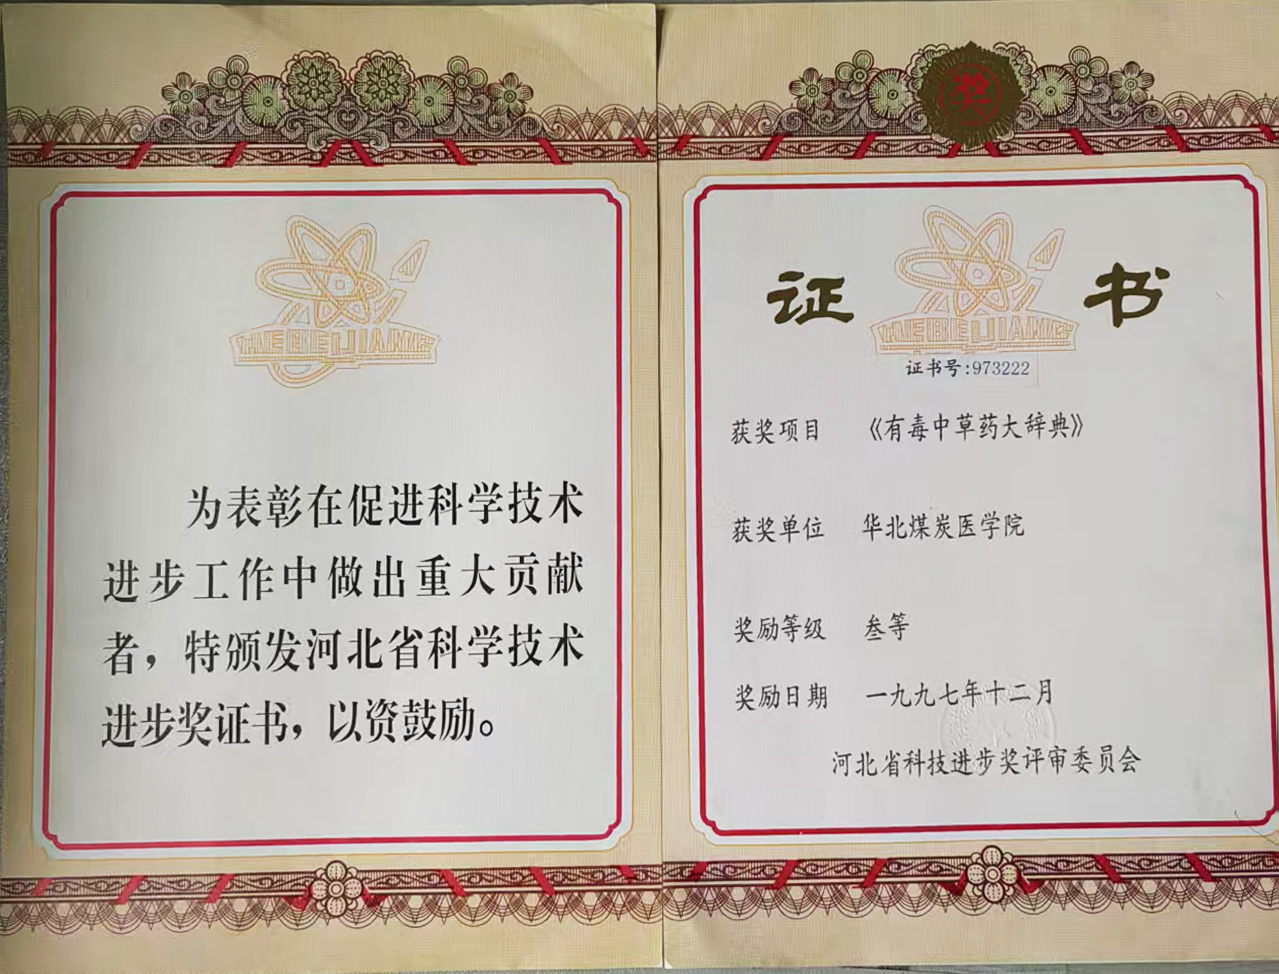 为表彰在促进科学技术
进步工作中做出重大贡献
者，特颁发河北省科学技术
进步奖证书，以资鼓励。
奖
证书
证书号:973222
获奖项目 《有毒中草药大辞典》
获奖单位 华北煤炭医学院
奖励等级 叁等
奖励日期 一九九七年十二月
河北省科技进步奖评审委员会